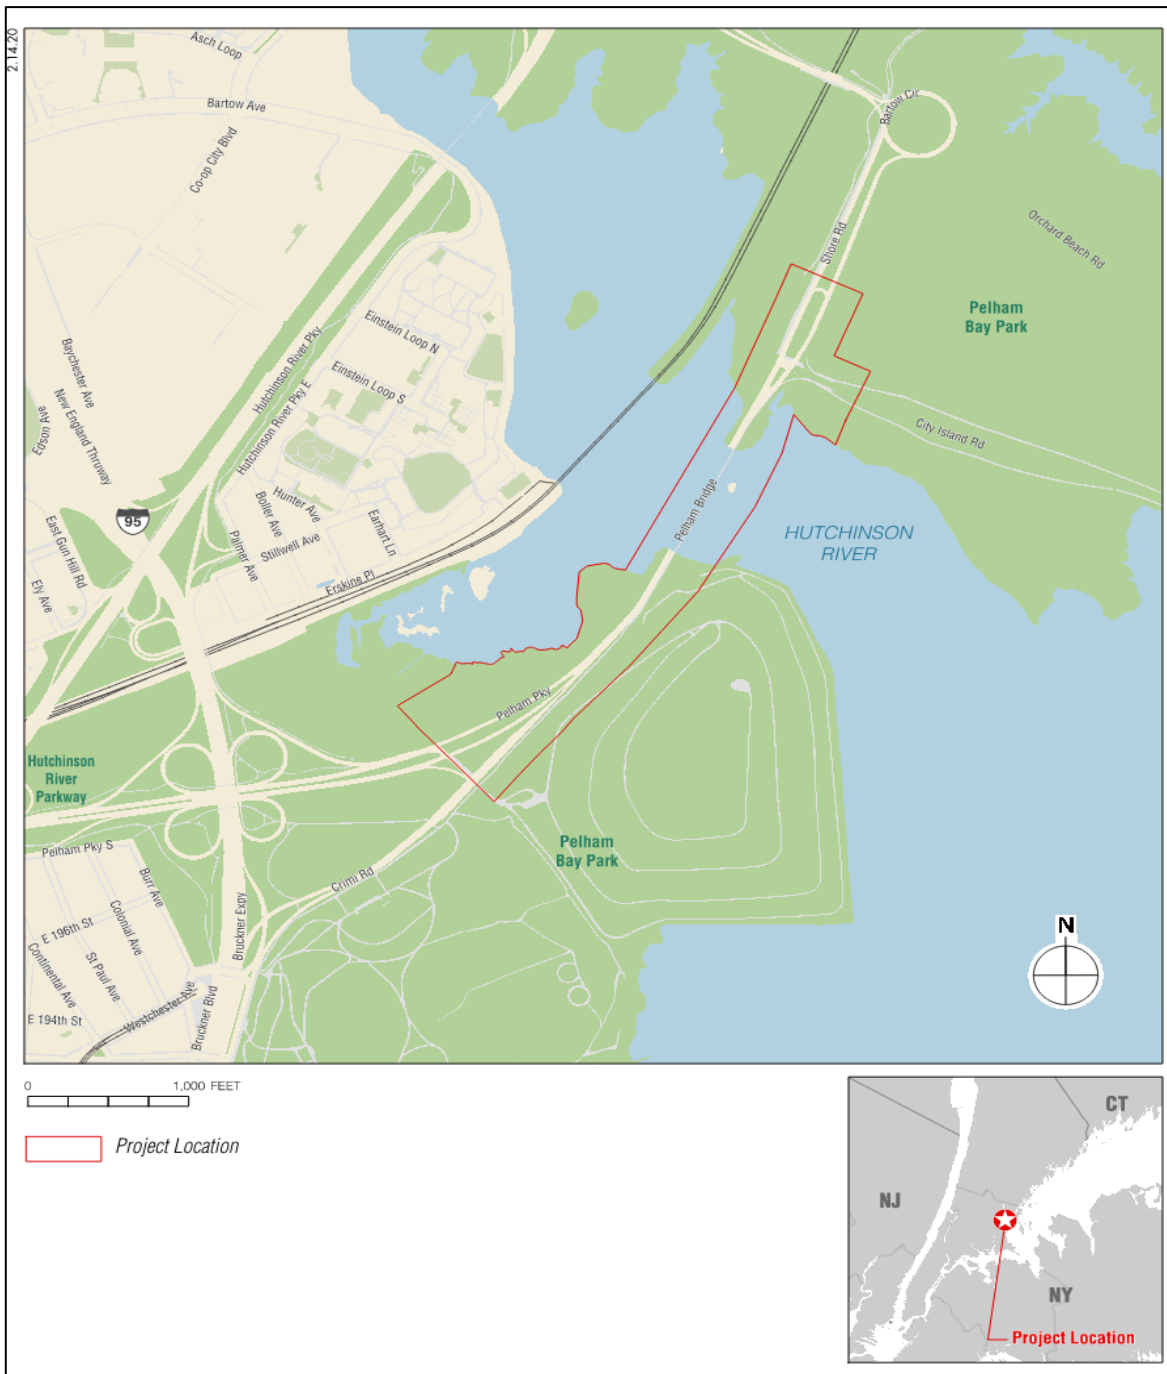 2.14.20
Asch Loop
Bartow Ave
Co-op City Blvd
Bartow Cir
Shore Rd
Orchard Beach Rd
Pelham
Bay Park
Hutchinson River Pky
Hutchinson River Pky E
Einstein Loop N
Einstein Loop S
Baychester Ave
New England Thruway
Edson Ave
City Island Rd
Pelham Bridge
HUTCHINSON
RIVER
95
Hunter Ave
Boller Ave
Stillwell Ave
Earhart Ln
Palmer Ave
East Gun Hill Rd
Ely Ave
Erskine Pl
Pelham Pky
Hutchinson
River
Parkway
Pelham Pky S
Pelham
Bay Park
Crimi Rd
Burr Ave
Colonial Ave
E 196th St
St Paul Ave
Continental Ave
Bruckner Expy
Westchester Ave
Bruckner Blvd
E 194th St
N
0 1,000 FEET
Project Location
CT
NJ
NY
Project Location